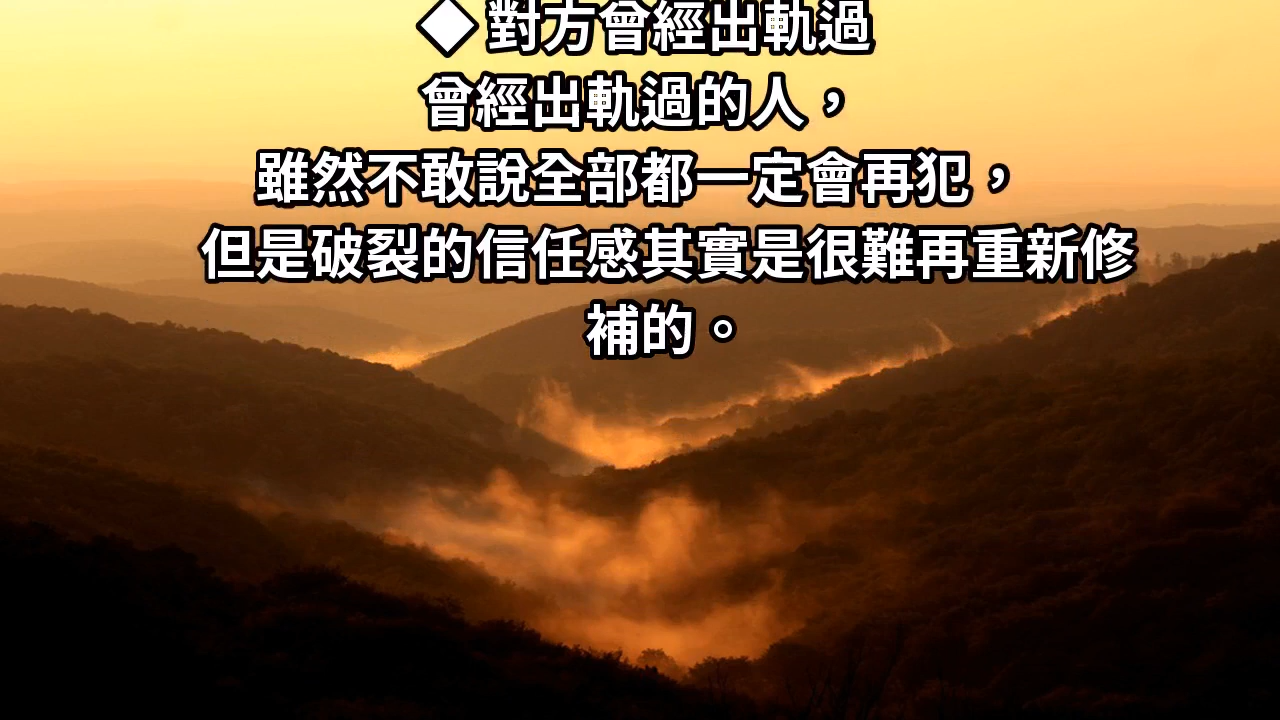 ◆ 對方曾經出軌過
曾經出軌過的人，
雖然不敢說全部都一定會再犯，
但是破裂的信任感其實是很難再重新修
補的。